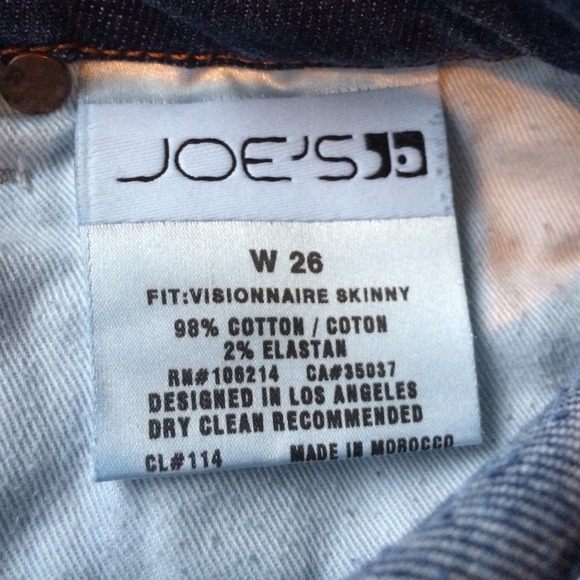 JOE'S
W 26
FIT:VISIONNAIRE SKINNY
98% COTTON / COTON
2% ELASTAN
RN#106214 CA#35037
DESIGNED IN LOS ANGELES
DRY CLEAN RECOMMENDED
CL#114 MADE IN MOROCCO